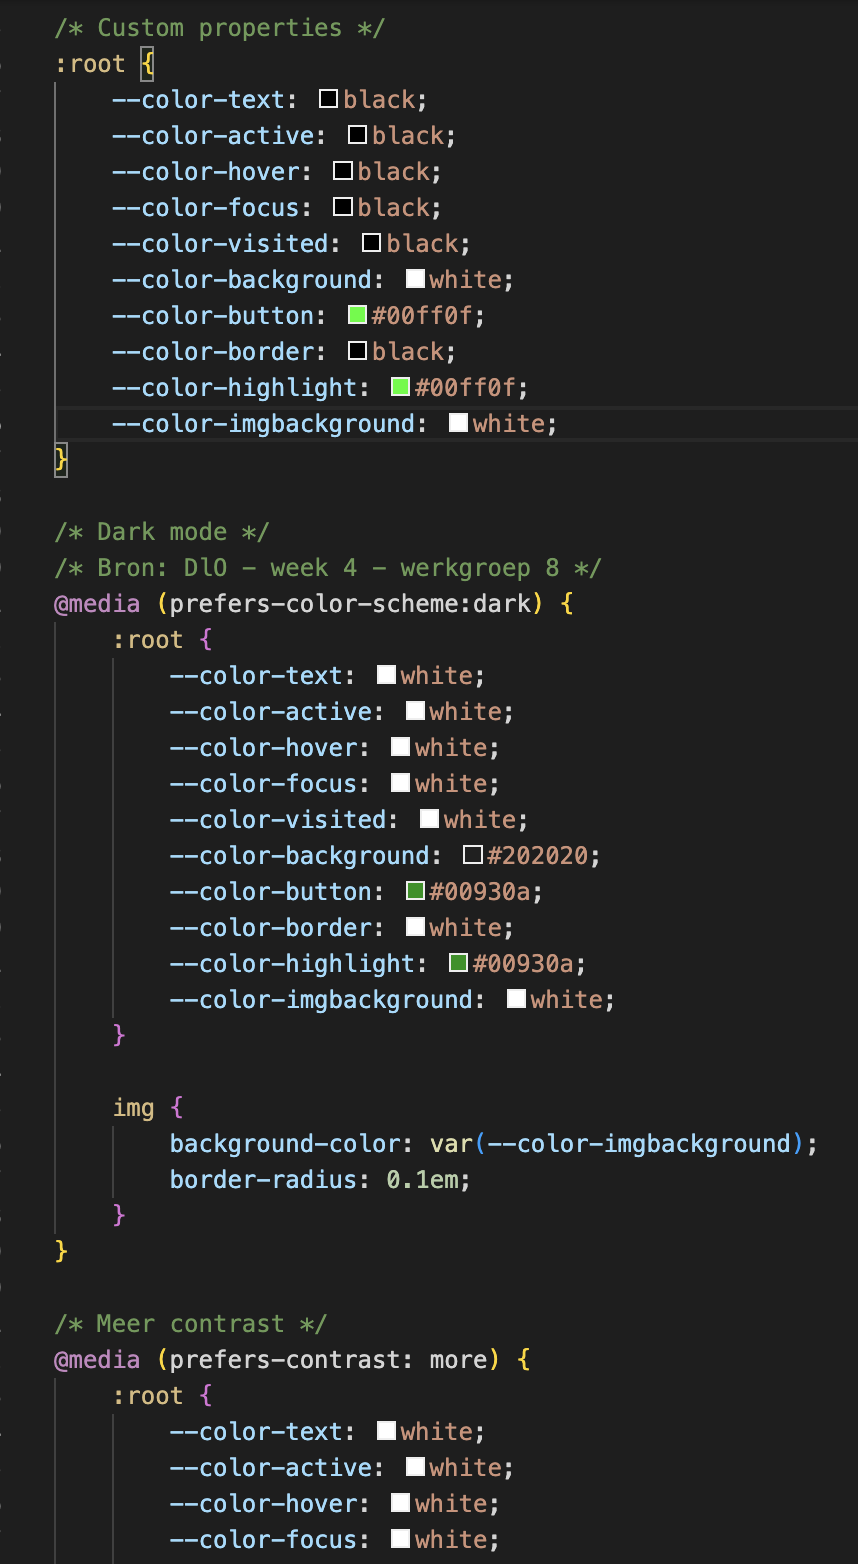 /* Custom properties */
:root {
--color-text: black;
--color-active: black;
--color-hover: black;
--color-focus: black;
--color-visited: black;
--color-background: white;
--color-button: #00ff0f;
--color-border: black;
--color-highlight: #00ff0f;
--color-imgbackground: white;
}
/* Dark mode */
/* Bron: DlO - week 4 - werkgroep 8 */
@media (prefers-color-scheme:dark) {
:root {
--color-text: white;
--color-active: white;
--color-hover: white;
--color-focus: white;
--color-visited: white;
--color-background: #202020;
--color-button: #00930a;
--color-border: white;
--color-highlight: #00930a;
--color-imgbackground: white;
}
img {
background-color: var(--color-imgbackground);
border-radius: 0.1em;
}
}
/* Meer contrast */
@media (prefers-contrast: more) {
:root {
--color-text: white;
--color-active: white;
--color-hover: white;
--color-focus: white;